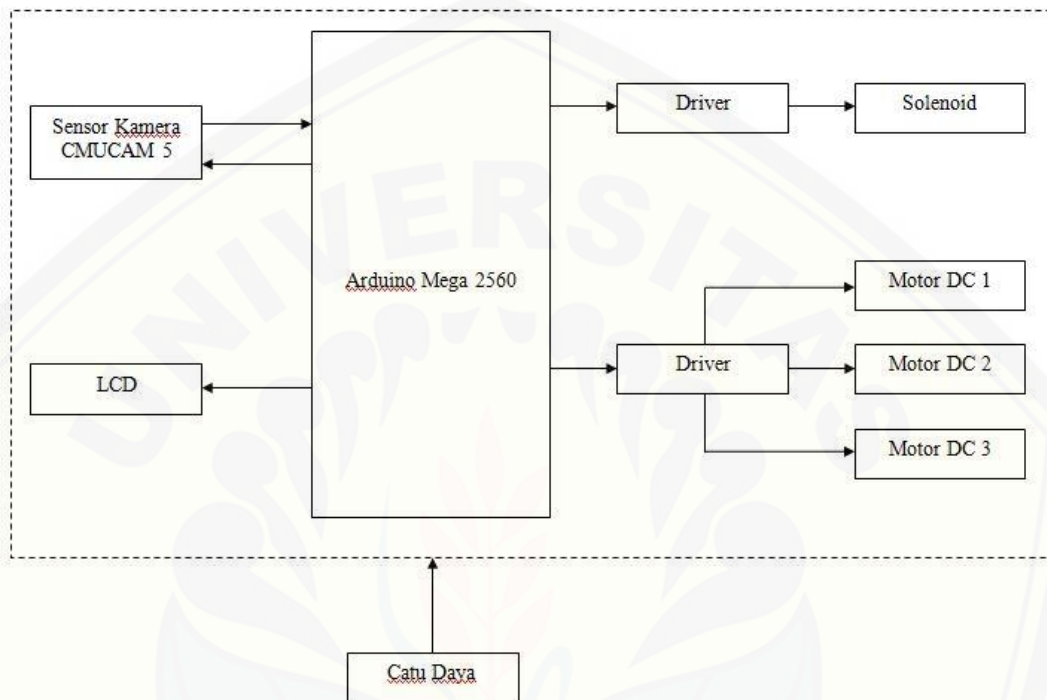 Sensor Kamera
CMUCAM 5
LCD
Arduino Mega 2560
Driver
Solenoid
Driver
Motor DC 1
Motor DC 2
Motor DC 3
Catu Daya
UNIVERSITAS